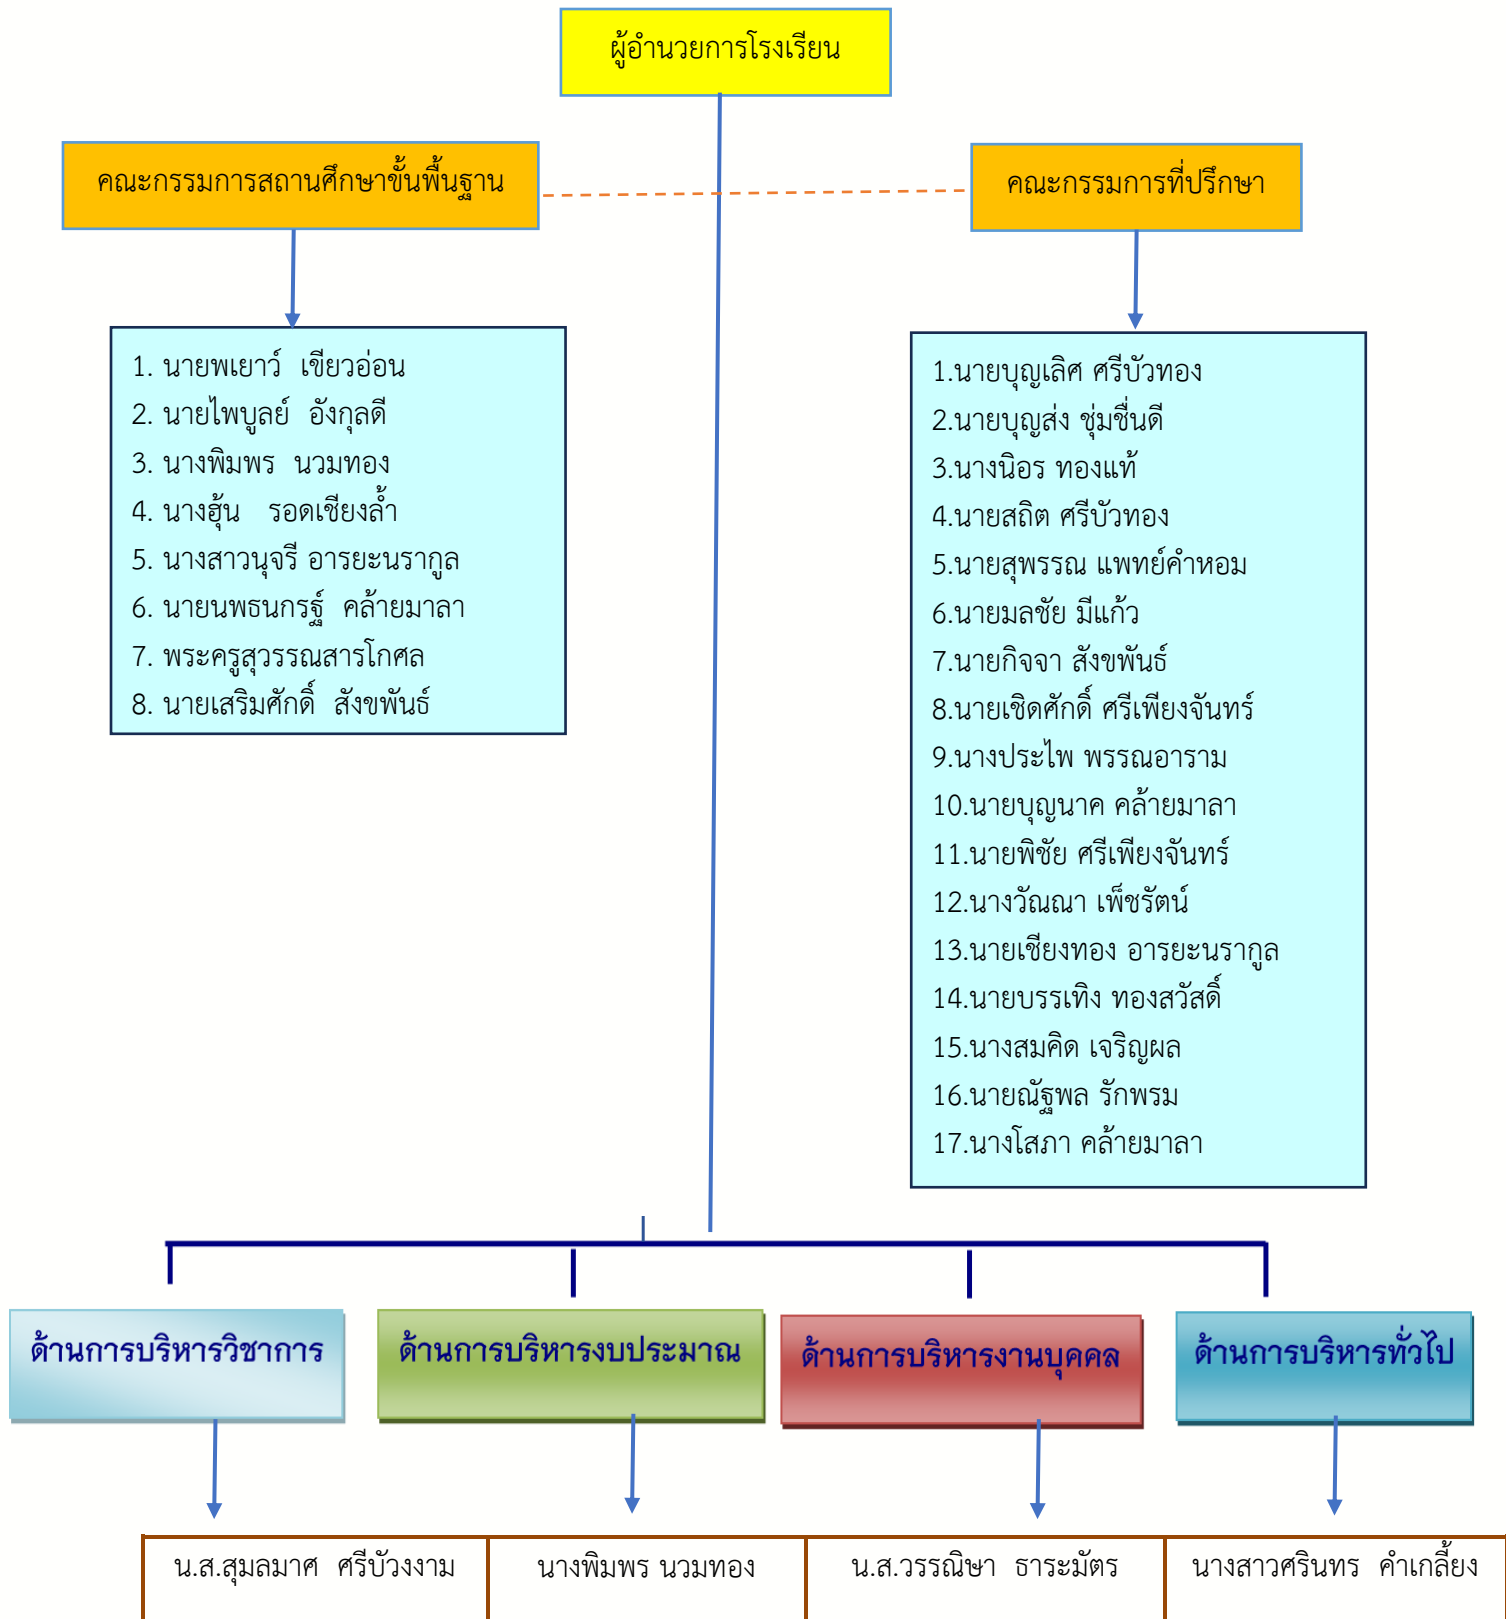 ผู้อำนวยการโรงเรียน
คณะกรรมการสถานศึกษาขั้นพื้นฐาน
คณะกรรมการที่ปรึกษา
1. นายพเยาว์ เขียวอ่อน
2. นายไพบูลย์ อังกุลดี
3. นางพิมพร นวมทอง
4. นางฮุ้น รอดเชียงล้ำ
5. นางสาวนุจรี อารยะนรากูล
6. นายนพธนกรฐ์ คล้ายมาลา
7. พระครูสุวรรณสารโกศล
8. นายเสริมศักดิ์ สังขพันธ์
1.นายบุญเลิศ ศรีบัวทอง
2.นายบุญส่ง ชุ่มชื่นดี
3.นางนิอร ทองแท้
4.นายสถิต ศรีบัวทอง
5.นายสุพรรณ แพทย์คำหอม
6.นายมลชัย มีแก้ว
7.นายกิจจา สังขพันธ์
8.นายเชิดศักดิ์ ศรีเพียงจันทร์
9.นางประไพ พรรณอาราม
10.นายบุญนาค คล้ายมาลา
11.นายพิชัย ศรีเพียงจันทร์
12.นางวัณณา เพ็ชรัตน์
13.นายเชียงทอง อารยะนรากูล
14.นายบรรเทิง ทองสวัสดิ์
15.นางสมคิด เจริญผล
16.นายณัฐพล รักพรม
17.นางโสภา คล้ายมาลา
ด้านการบริหารวิชาการ
ด้านการบริหารงบประมาณ
ด้านการบริหารงานบุคคล
ด้านการบริหารทั่วไป
น.ส.สุมลมาศ ศรีบัวงงาม
นางพิมพร นวมทอง
น.ส.วรรณิษา ธาระมัตร
นางสาวศรินทร คำเกลี้ยง